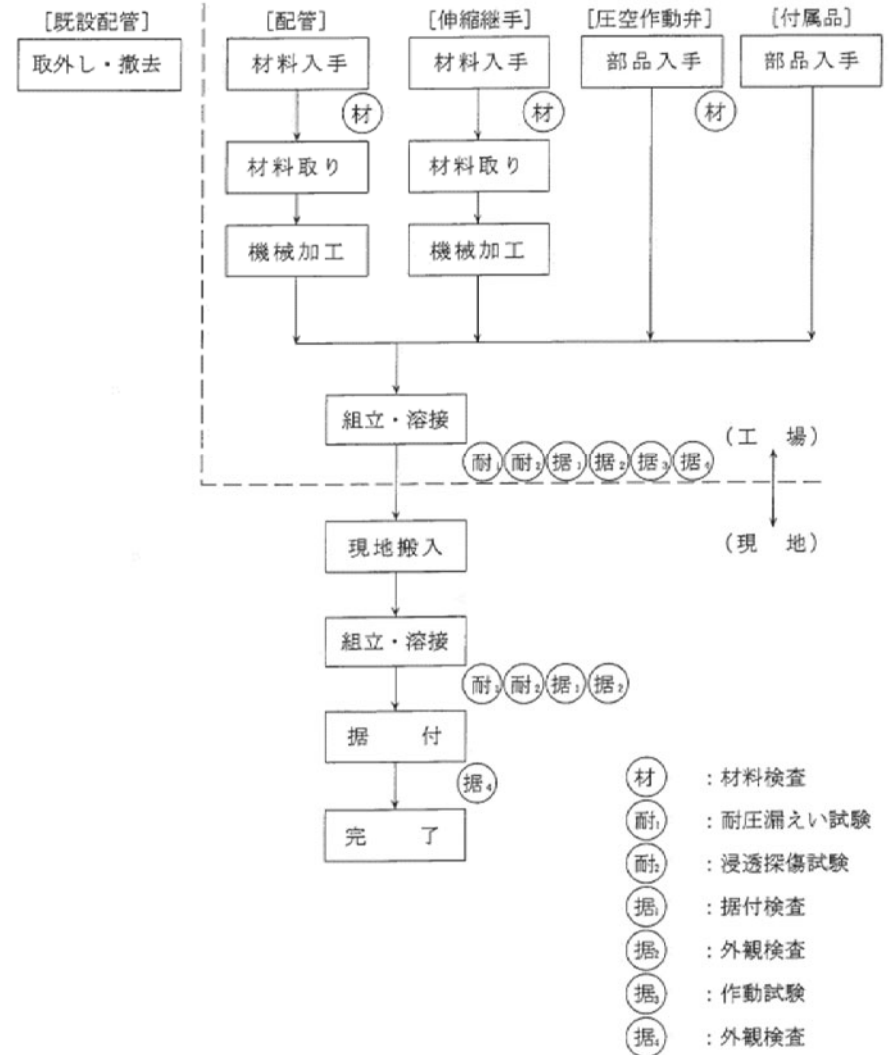 [既設配管] [配管] [伸縮継手] [圧空作動弁] [付属品]
取外し・撤去 材料入手 材料入手 部品入手 部品入手
材 材 材
材料取り 材料取り
機械加工 機械加工
組立・溶接
(工 場)
耐₁ 耐₂ 据₁ 据₂ 据₃ 据₄
現地搬入
(現 地)
組立・溶接
耐₁ 耐₂ 据₁ 据₂
据 付
据₄
完 了
材 : 材料検査
耐₁ : 耐圧漏えい試験
耐₂ : 浸透探傷試験
据₁ : 据付検査
据₂ : 外観検査
据₃ : 作動試験
据₄ : 外観検査